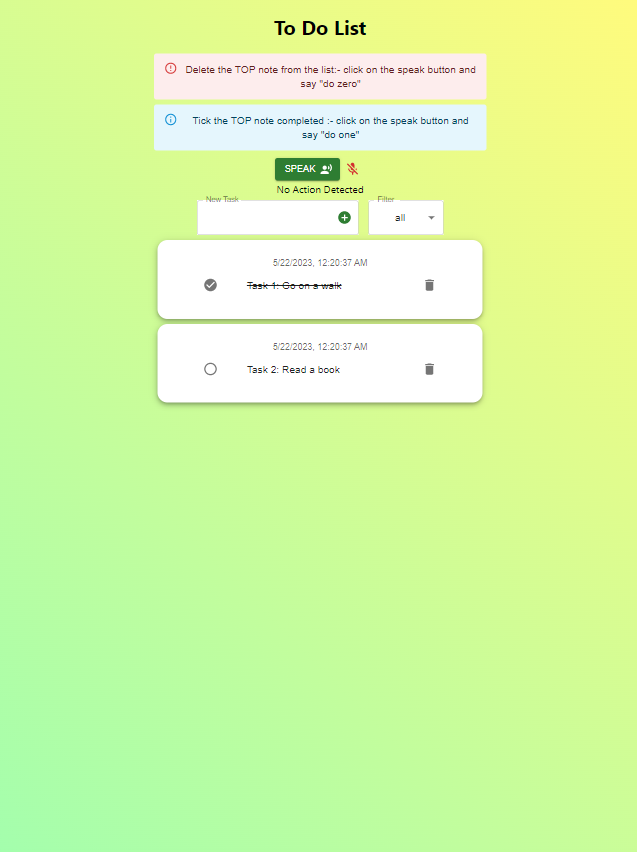 To Do List
Delete the TOP note from the list:- click on the speak button and
say "do zero"
Tick the TOP note completed :- click on the speak button and
say "do one"
SPEAK
No Action Detected
New Task
Filter
all
5/22/2023, 12:20:37 AM
Task 1: Go on a walk
5/22/2023, 12:20:37 AM
Task 2: Read a book